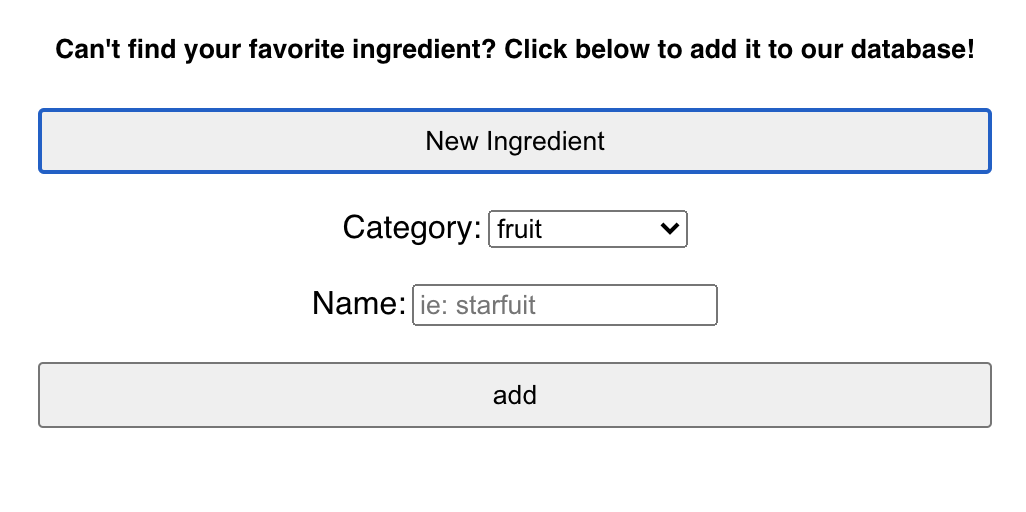 Can't find your favorite ingredient? Click below to add it to our database!
New Ingredient
Category: fruit
Name: ie: starfuit
add